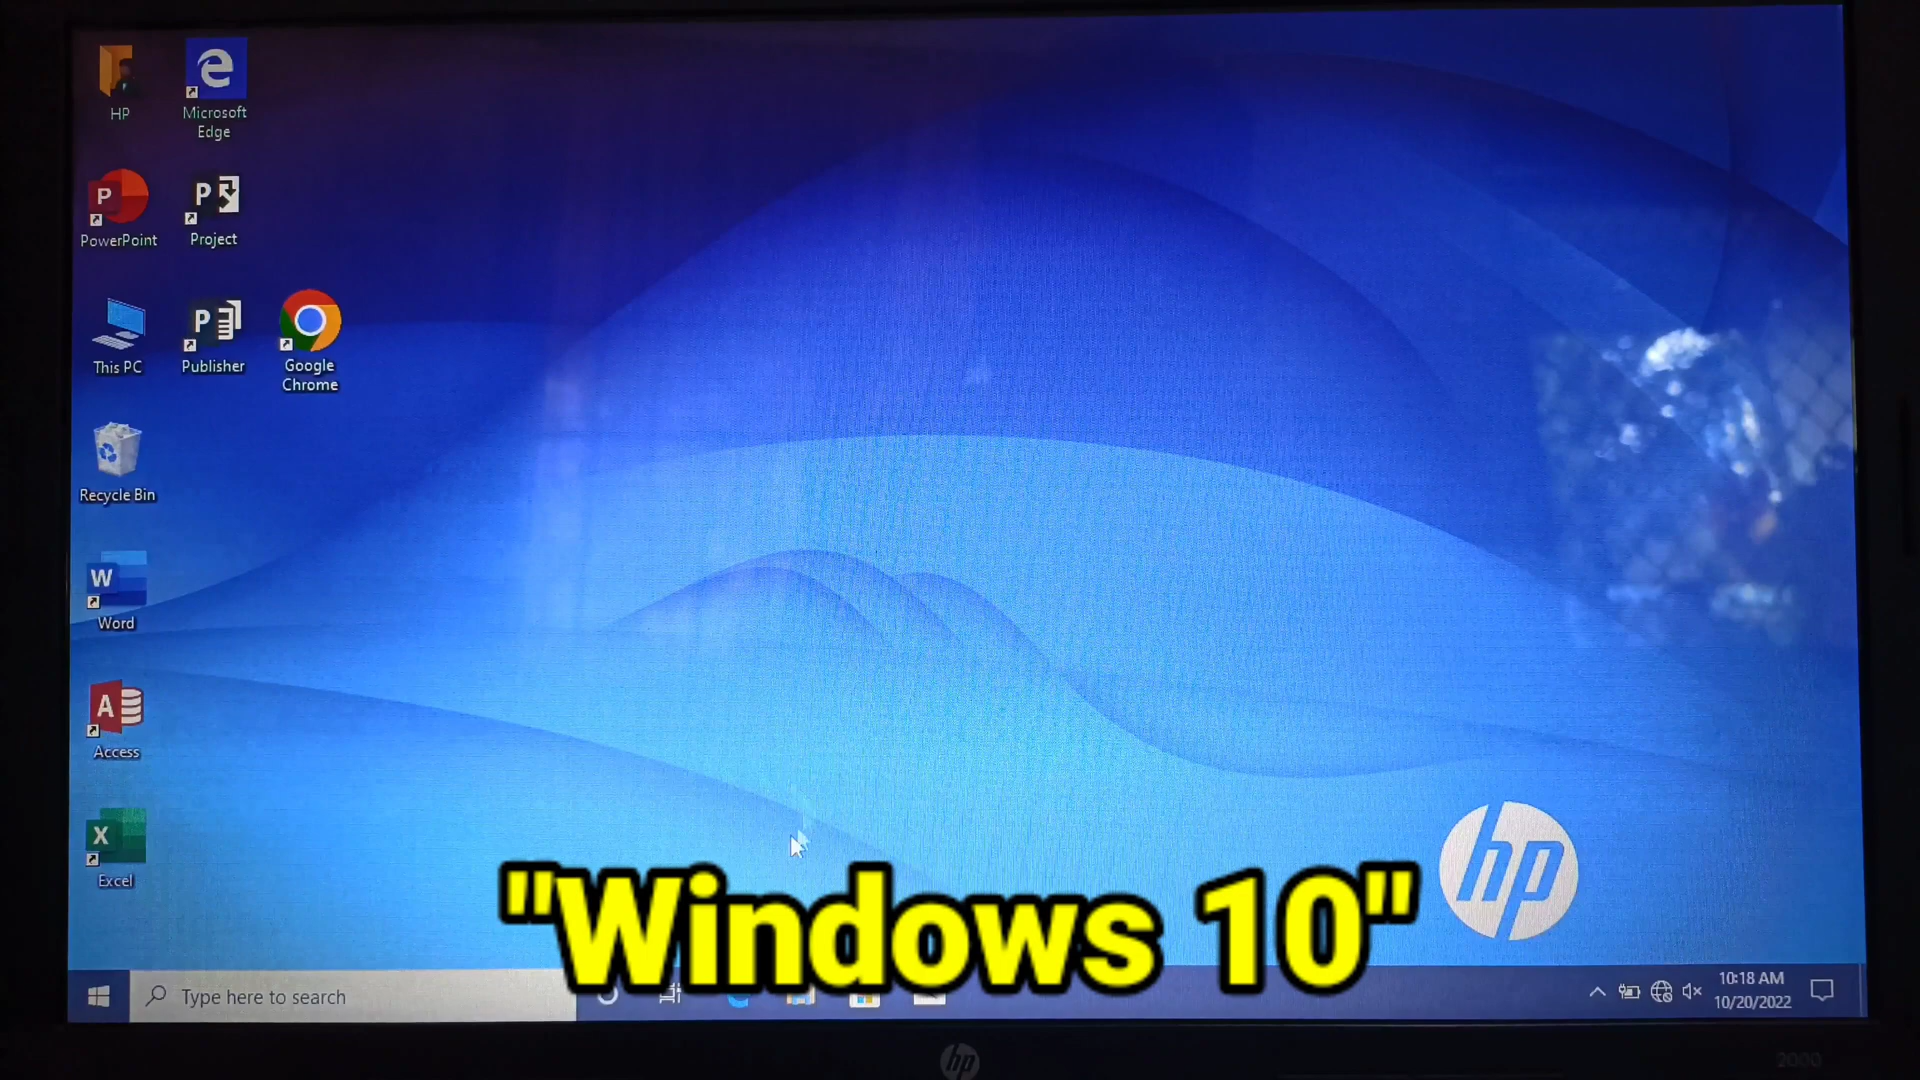 HP
Microsoft
Edge
PowerPoint
Project
This PC
Publisher
Google
Chrome
Recycle Bin
Word
Access
Excel
hp
"Windows 10"
Type here to search
10:18 AM
10/20/2022
hp
2000